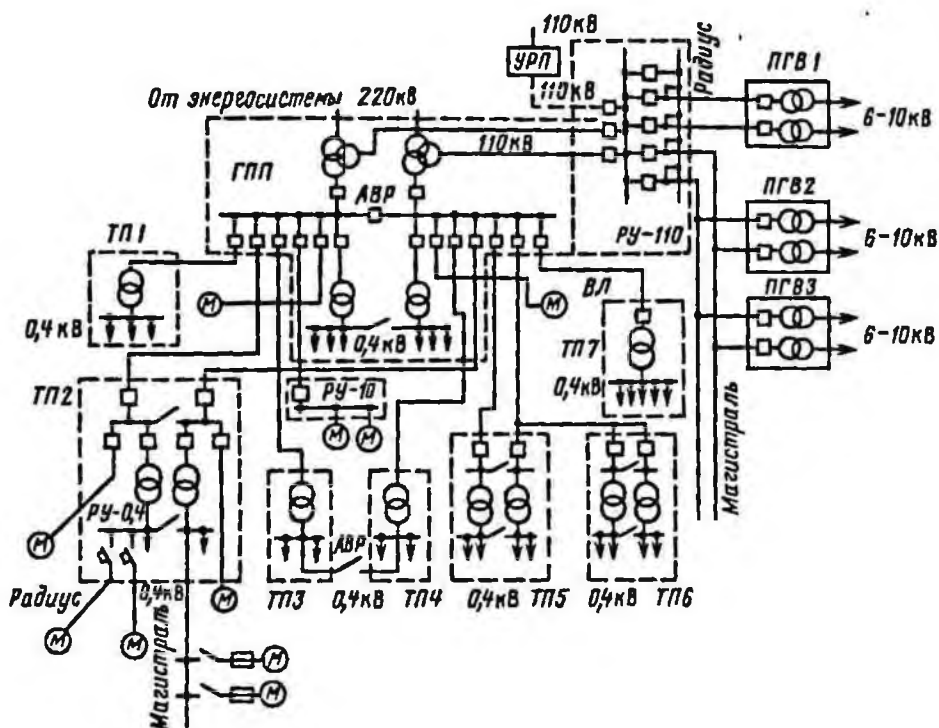 110кВ
УРП
110кВ
Радиус
ПГВ1
От энергосистемы 220кВ
6-10кВ
110кВ
ГПП
АВР
ПГВ2
РУ-110
ТП1
6-10кВ
ВЛ
ПГВ3
М
М
0,4кВ
0,4кВ
ТП7
6-10кВ
ТП2
РУ-10
0,4кВ
М
М
Магистраль
РУ-0,4
М
АВР
Радиус
0,4кВ
М
ТП3
0,4кВ
ТП4
0,4кВ
ТП5
0,4кВ
ТП6
М
М
Магистраль
М
М